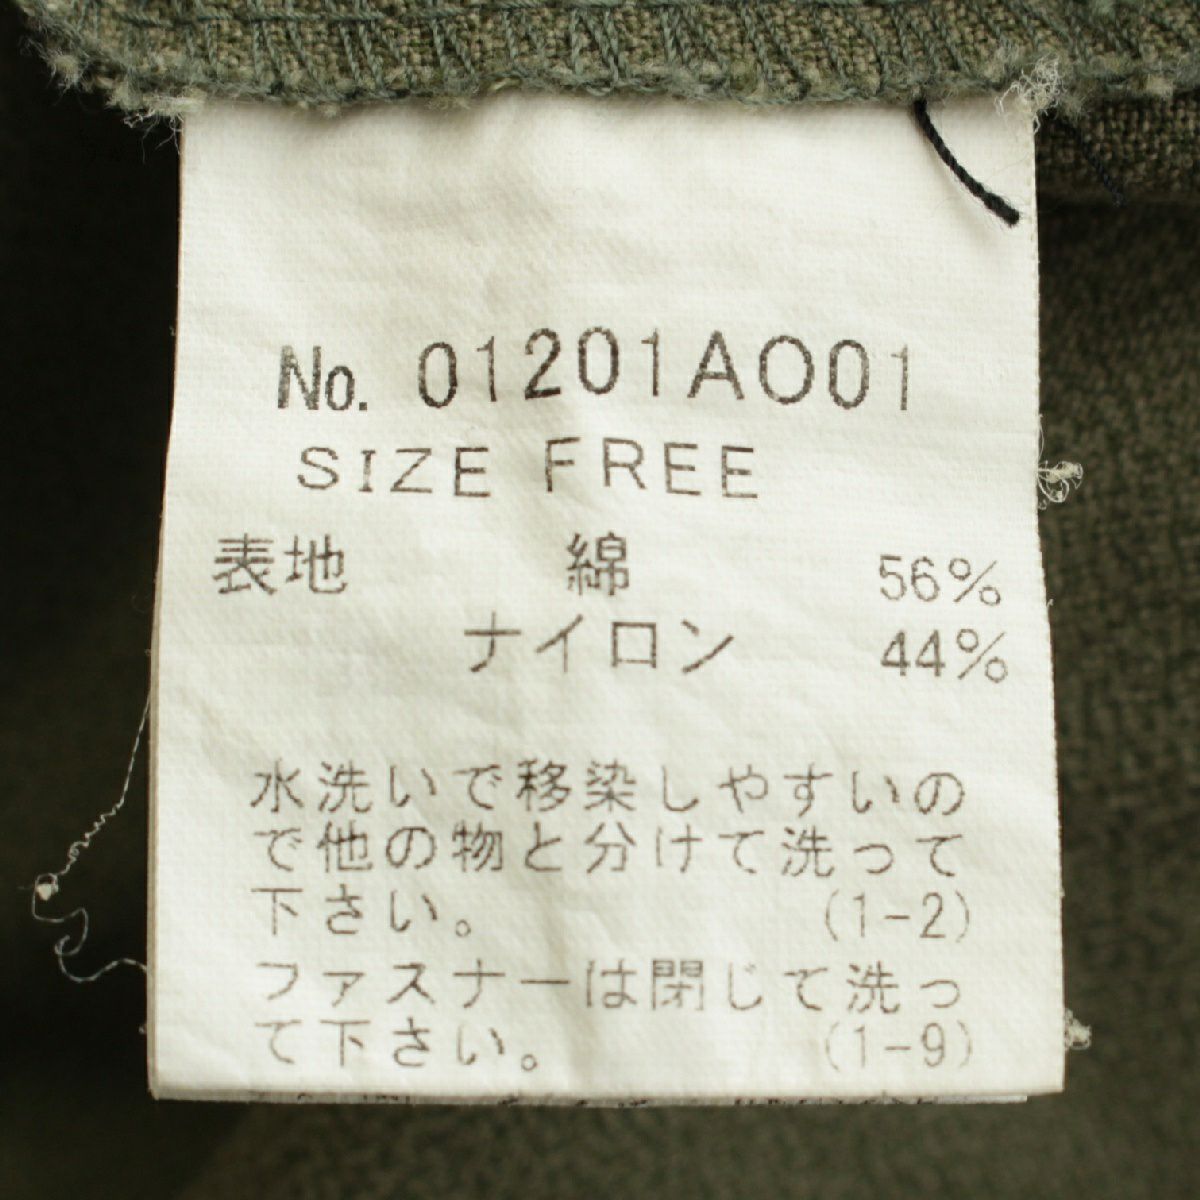 No. 01201AO01
SIZE FREE
表地 綿 56%
ナイロン 44%
水洗いで移染しやすいの
で他の物と分けて洗って
下さい。 (1-2)
ファスナーは閉じて洗っ
て下さい。 (1-9)